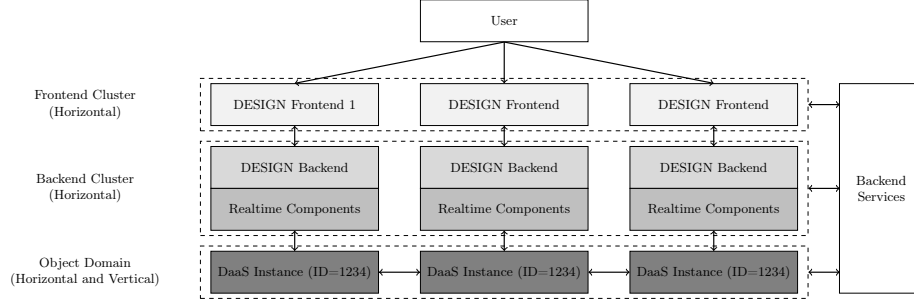 User
Frontend Cluster
(Horizontal)
DESIGN Frontend 1
DESIGN Frontend
DESIGN Frontend
Backend Cluster
(Horizontal)
DESIGN Backend
DESIGN Backend
DESIGN Backend
Realtime Components
Realtime Components
Realtime Components
Backend
Services
Object Domain
(Horizontal and Vertical)
DaaS Instance (ID=1234)
DaaS Instance (ID=1234)
DaaS Instance (ID=1234)